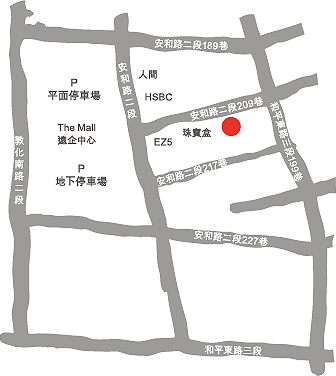 安和路二段189巷
P
平面停車場
安和路二段
人間
HSBC
安和路二段209巷
和平東路三段199巷
The Mall
遠企中心
珠寶盒
EZ5
敦化南路二段
P
地下停車場
安和路二段217巷
安和路二段227巷
和平東路三段